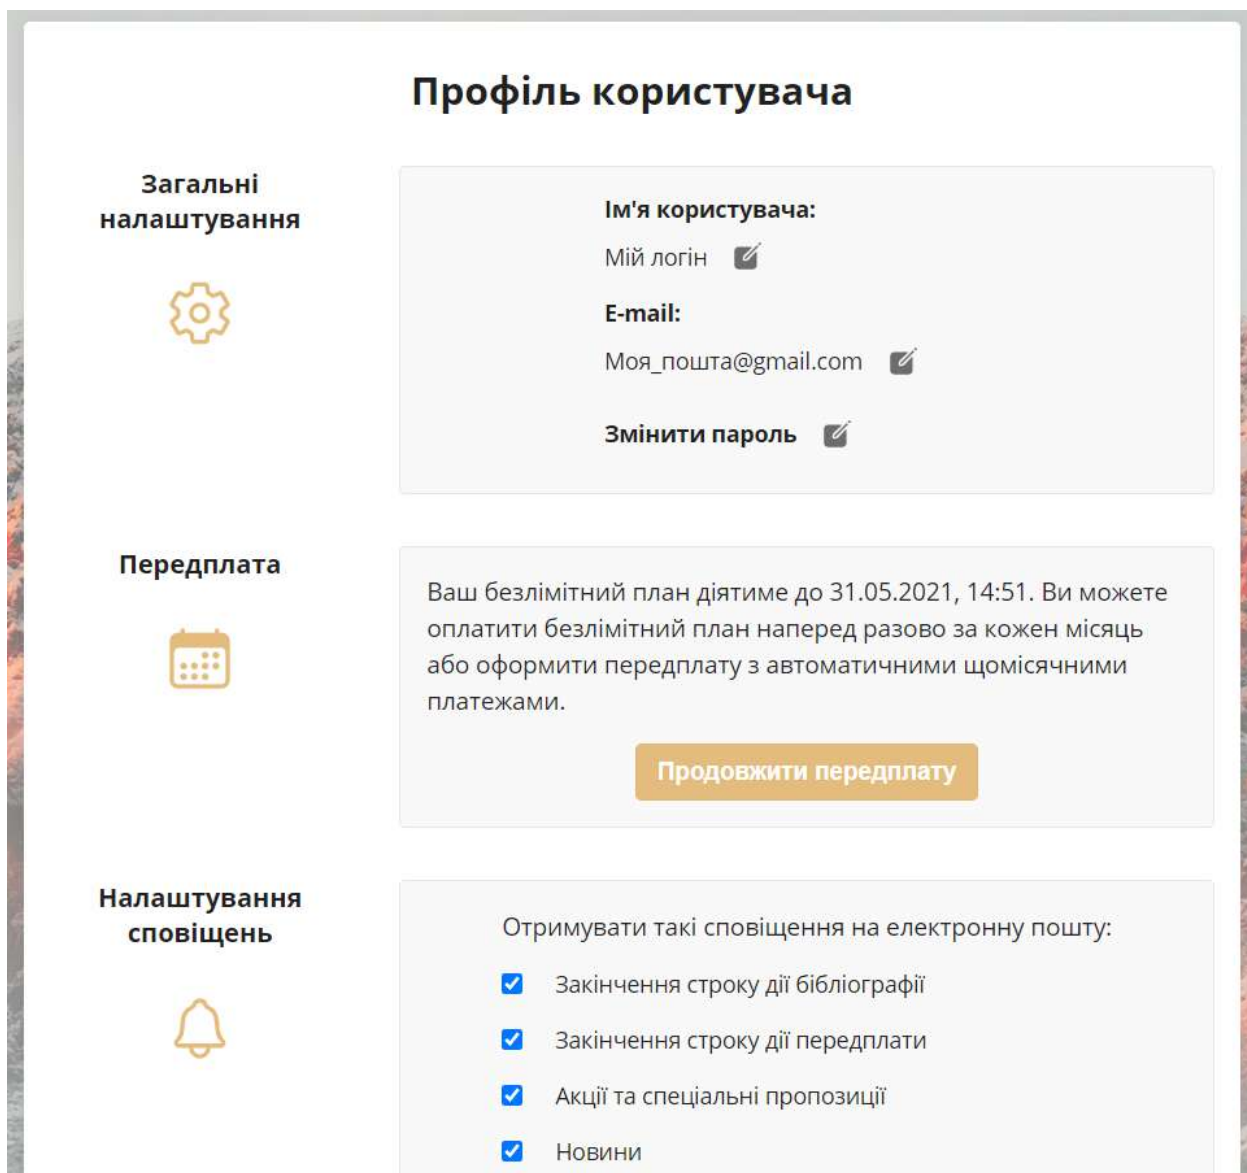 Профіль користувача
Загальні
налаштування
Ім'я користувача:
Мій логін
E-mail:
Моя_пошта@gmail.com
Змінити пароль
Передплата
Ваш безлімітний план діятиме до 31.05.2021, 14:51. Ви можете
оплатити безлімітний план наперед разово за кожен місяць
або оформити передплату з автоматичними щомісячними
платежами.
Продовжити передплату
Налаштування
сповіщень
Отримувати такі сповіщення на електронну пошту:
Закінчення строку дії бібліографії
Закінчення строку дії передплати
Акції та спеціальні пропозиції
Новини